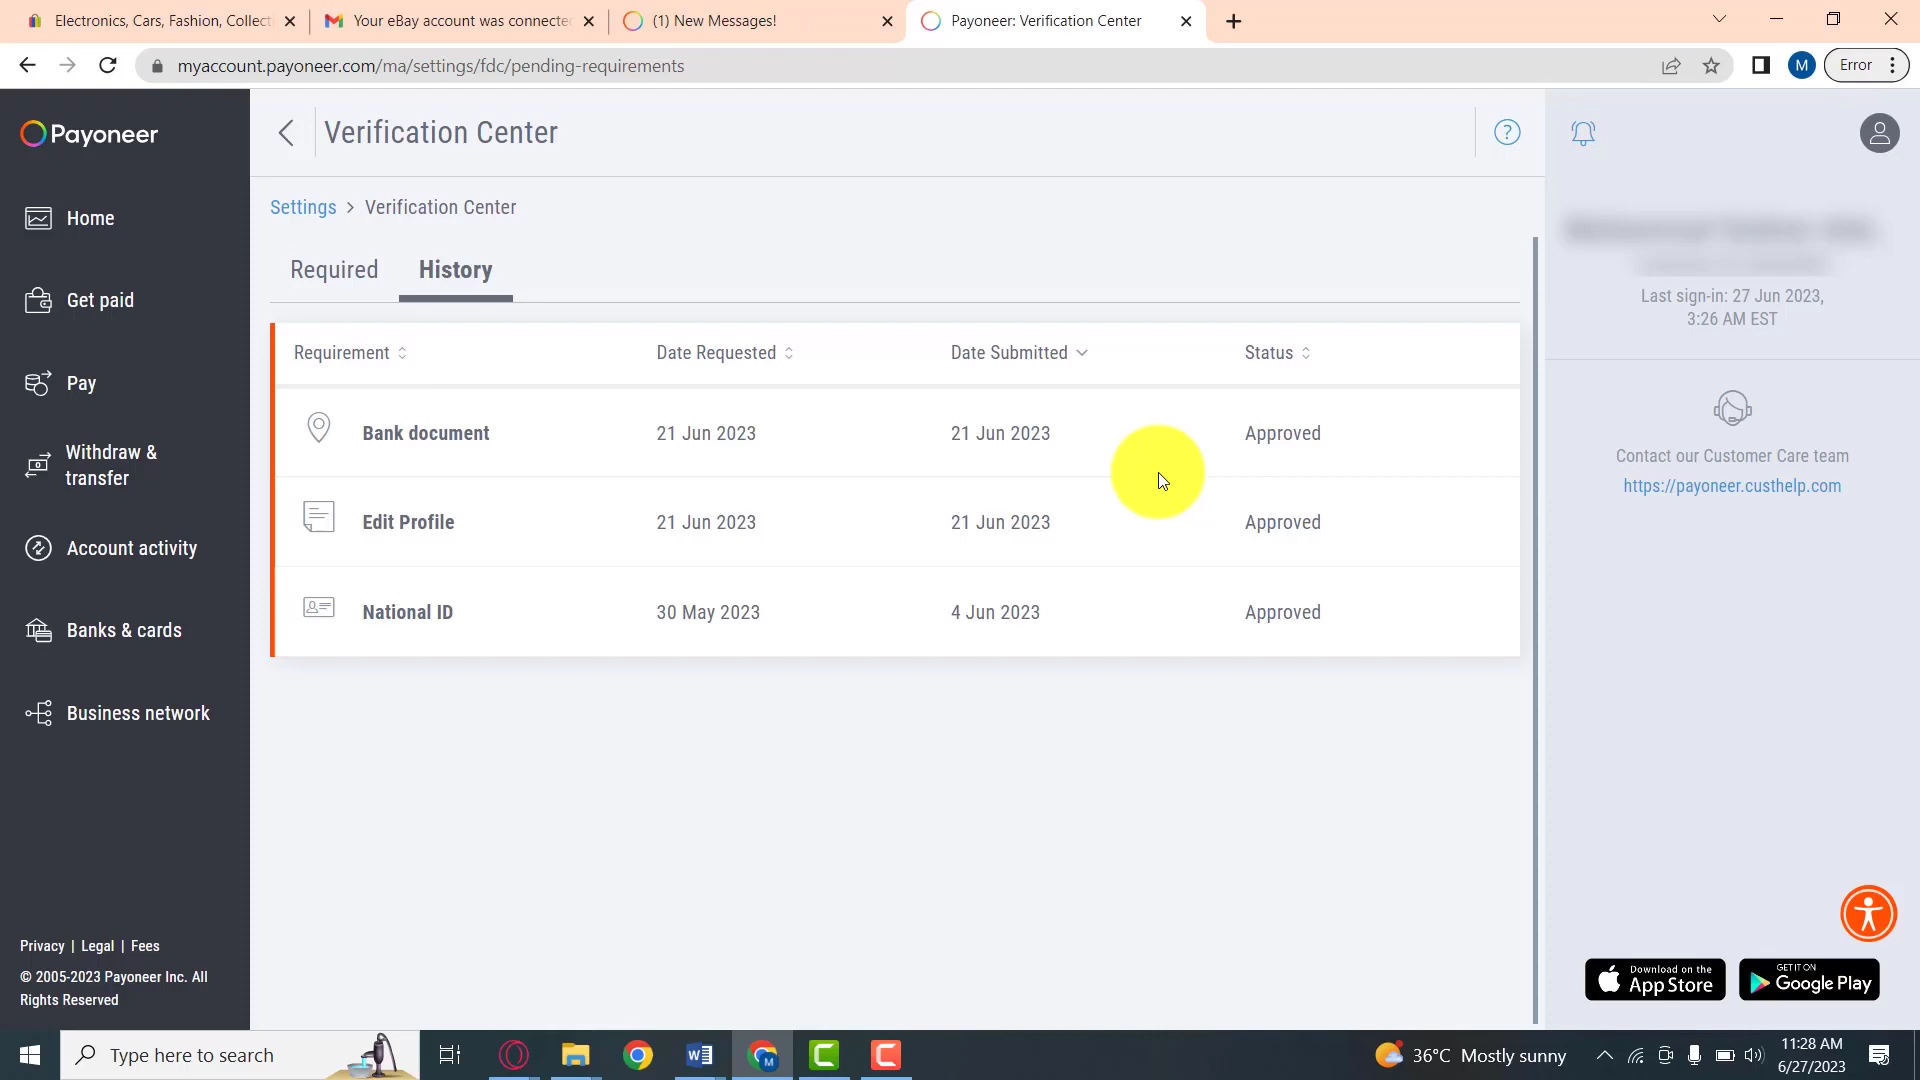 Electronics, Cars, Fashion, Collect
Your eBay account was connecte
(1) New Messages!
Payoneer: Verification Center
myaccount.payoneer.com/ma/settings/fdc/pending-requirements
M
Error
Payoneer
Home
Get paid
Pay
Withdraw &
transfer
Account activity
Banks & cards
Business network
Privacy | Legal | Fees
© 2005-2023 Payoneer Inc. All
Rights Reserved
Verification Center
?
Settings > Verification Center
Required
History
Requirement
Date Requested
Date Submitted
Status
Bank document
21 Jun 2023
21 Jun 2023
Approved
Edit Profile
21 Jun 2023
21 Jun 2023
Approved
National ID
30 May 2023
4 Jun 2023
Approved
Last sign-in: 27 Jun 2023,
3:26 AM EST
Contact our Customer Care team
https://payoneer.custhelp.com
Download on the
App Store
GET IT ON
Google Play
Type here to search
36°C Mostly sunny
11:28 AM
6/27/2023